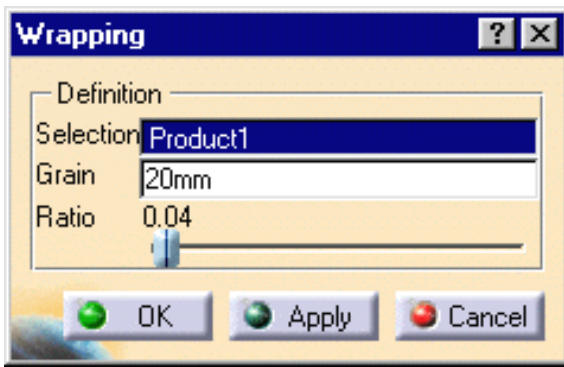 Wrapping
Definition
Selection Product1
Grain 20mm
Ratio 0.04
OK Apply Cancel